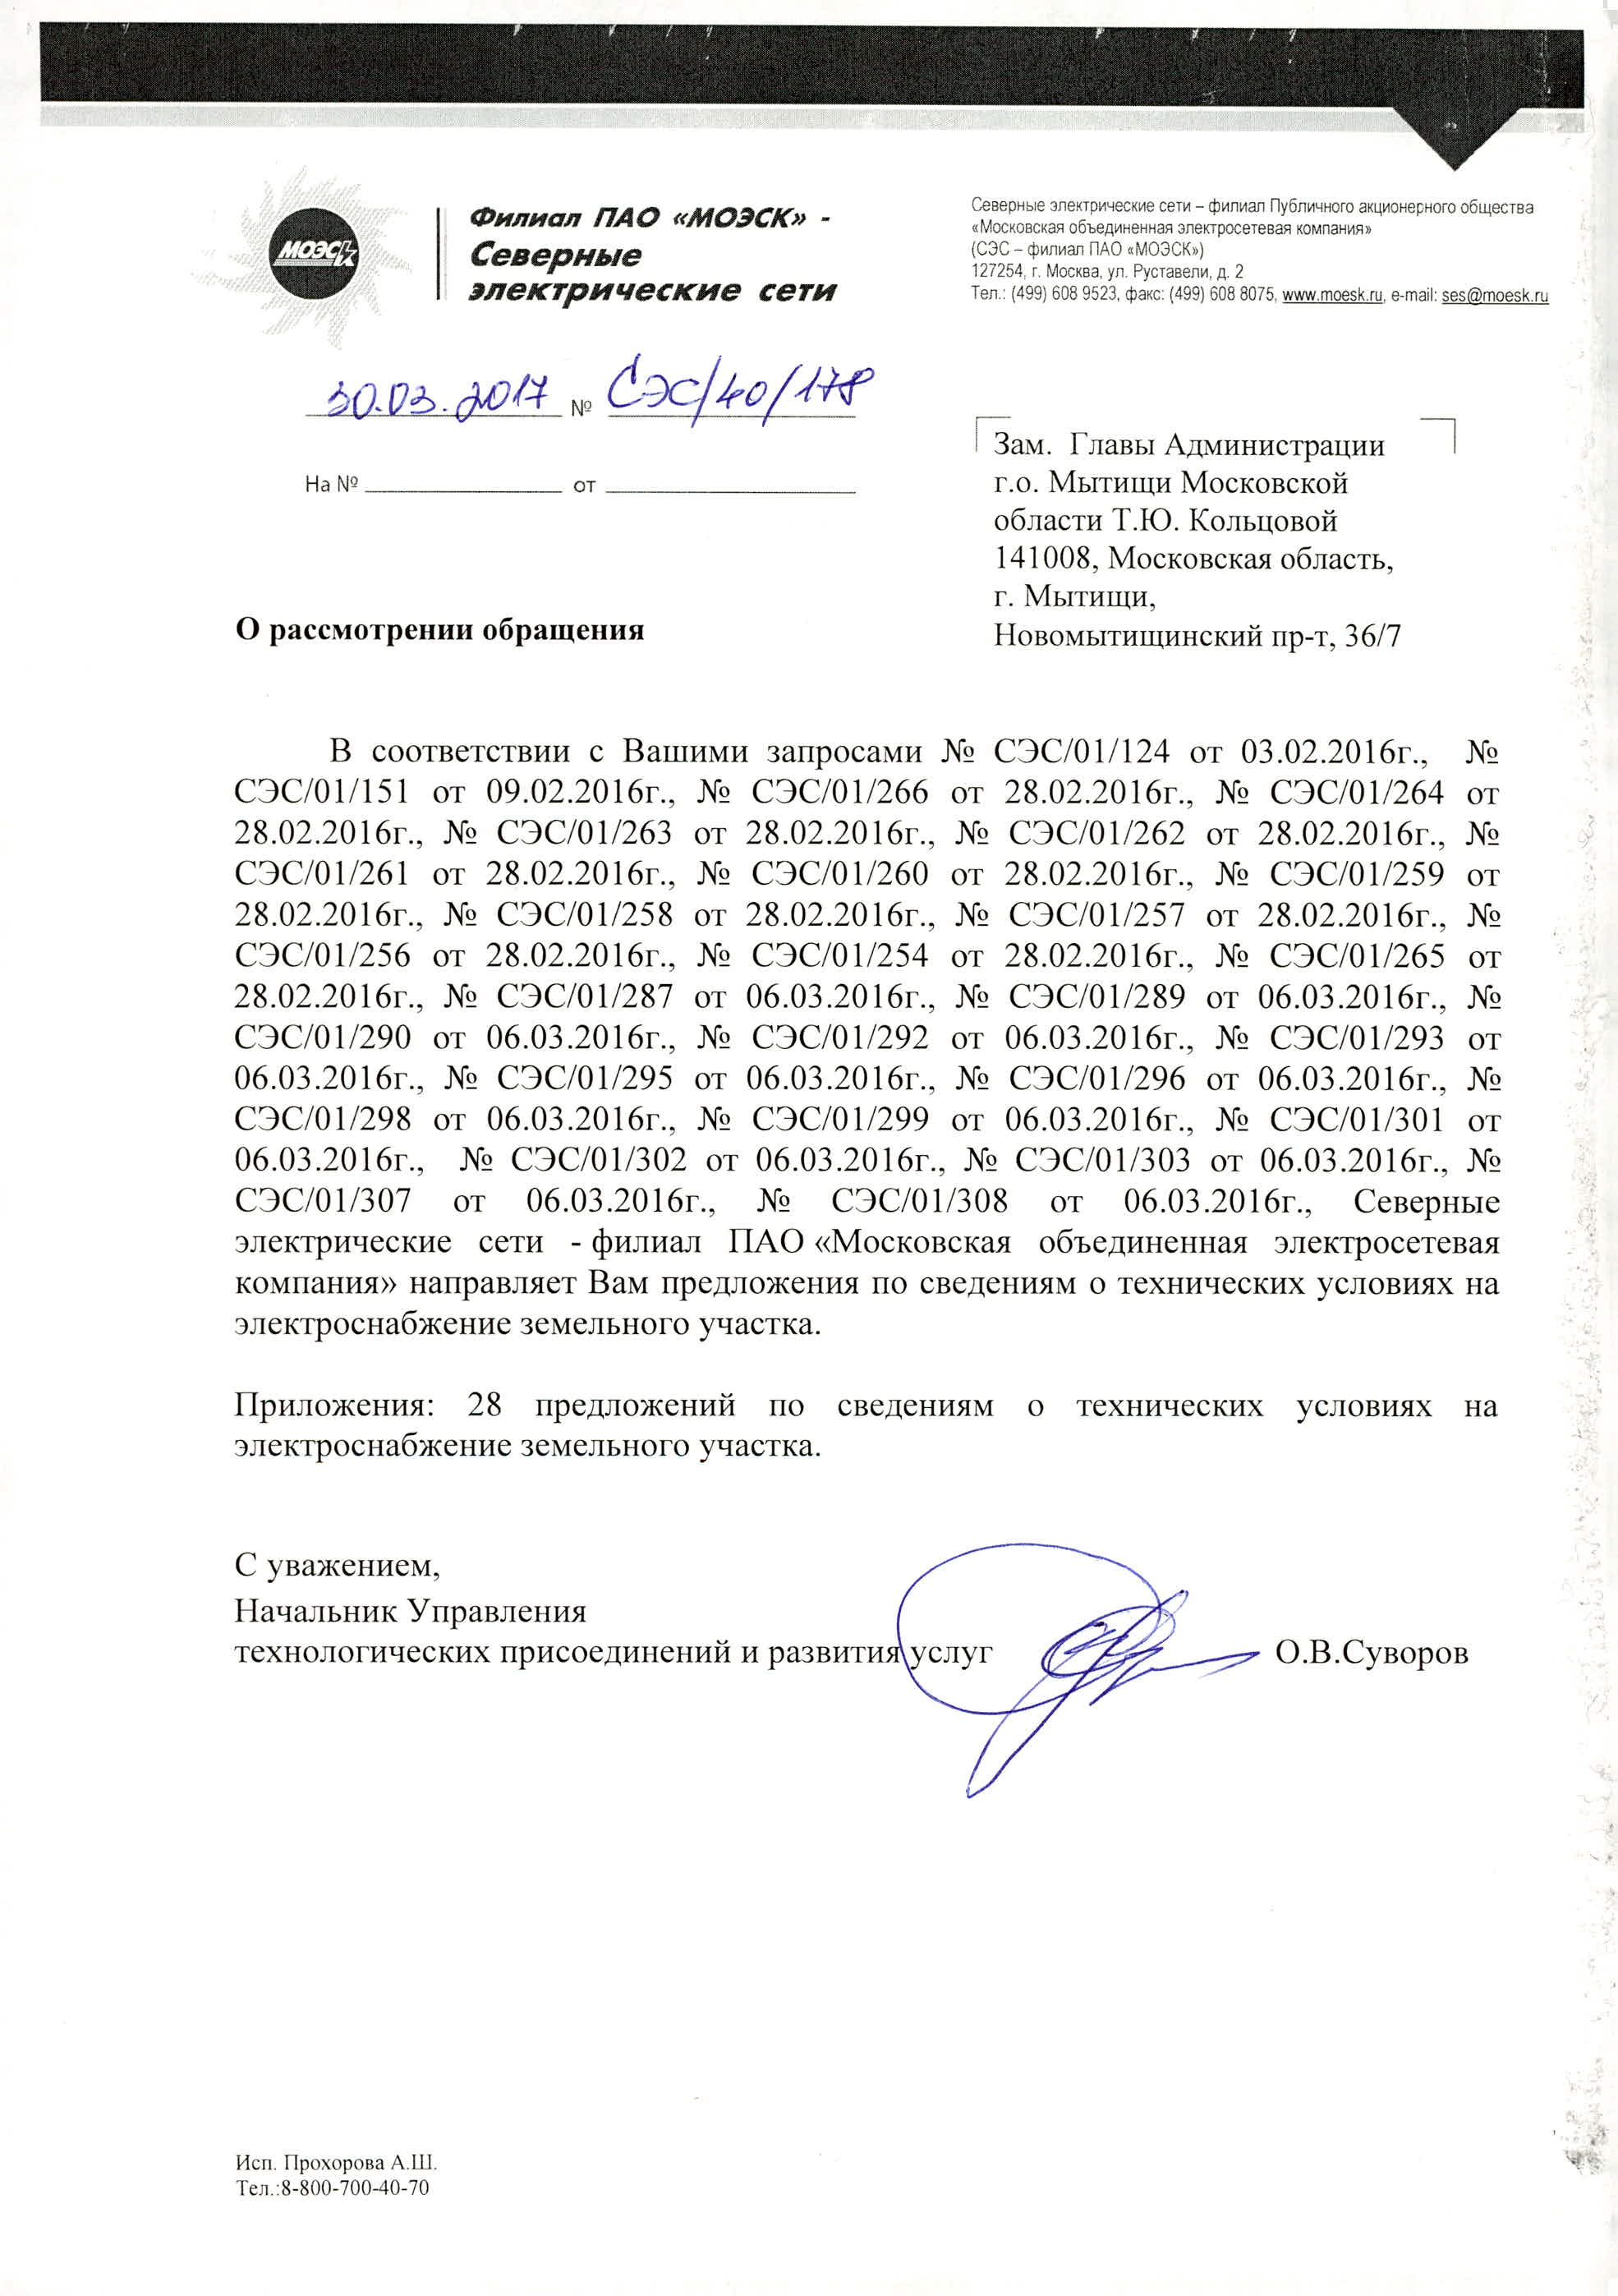 МОЭСК
Филиал ПАО «МОЭСК» -
Северные
электрические сети
Северные электрические сети – филиал Публичного акционерного общества
«Московская объединенная электросетевая компания»
(СЭС – филиал ПАО «МОЭСК»)
127254, г. Москва, ул. Руставели, д. 2
Тел.: (499) 608 9523, факс: (499) 608 8075, www.moesk.ru, e-mail: ses@moesk.ru
30.03.2017 № СЭС/40/178
На № от
Зам. Главы Администрации
г.о. Мытищи Московской
области Т.Ю. Кольцовой
141008, Московская область,
г. Мытищи,
Новомытищинский пр-т, 36/7
О рассмотрении обращения
В соответствии с Вашими запросами № СЭС/01/124 от 03.02.2016г., №
СЭС/01/151 от 09.02.2016г., № СЭС/01/266 от 28.02.2016г., № СЭС/01/264 от
28.02.2016г., № СЭС/01/263 от 28.02.2016г., № СЭС/01/262 от 28.02.2016г., №
СЭС/01/261 от 28.02.2016г., № СЭС/01/260 от 28.02.2016г., № СЭС/01/259 от
28.02.2016г., № СЭС/01/258 от 28.02.2016г., № СЭС/01/257 от 28.02.2016г., №
СЭС/01/256 от 28.02.2016г., № СЭС/01/254 от 28.02.2016г., № СЭС/01/265 от
28.02.2016г., № СЭС/01/287 от 06.03.2016г., № СЭС/01/289 от 06.03.2016г., №
СЭС/01/290 от 06.03.2016г., № СЭС/01/292 от 06.03.2016г., № СЭС/01/293 от
06.03.2016г., № СЭС/01/295 от 06.03.2016г., № СЭС/01/296 от 06.03.2016г., №
СЭС/01/298 от 06.03.2016г., № СЭС/01/299 от 06.03.2016г., № СЭС/01/301 от
06.03.2016г., № СЭС/01/302 от 06.03.2016г., № СЭС/01/303 от 06.03.2016г., №
СЭС/01/307 от 06.03.2016г., № СЭС/01/308 от 06.03.2016г., Северные
электрические сети - филиал ПАО «Московская объединенная электросетевая
компания» направляет Вам предложения по сведениям о технических условиях на
электроснабжение земельного участка.
Приложения: 28 предложений по сведениям о технических условиях на
электроснабжение земельного участка.
С уважением,
Начальник Управления
технологических присоединений и развития услуг О.В.Суворов
Исп. Прохорова А.Ш.
Тел.:8-800-700-40-70